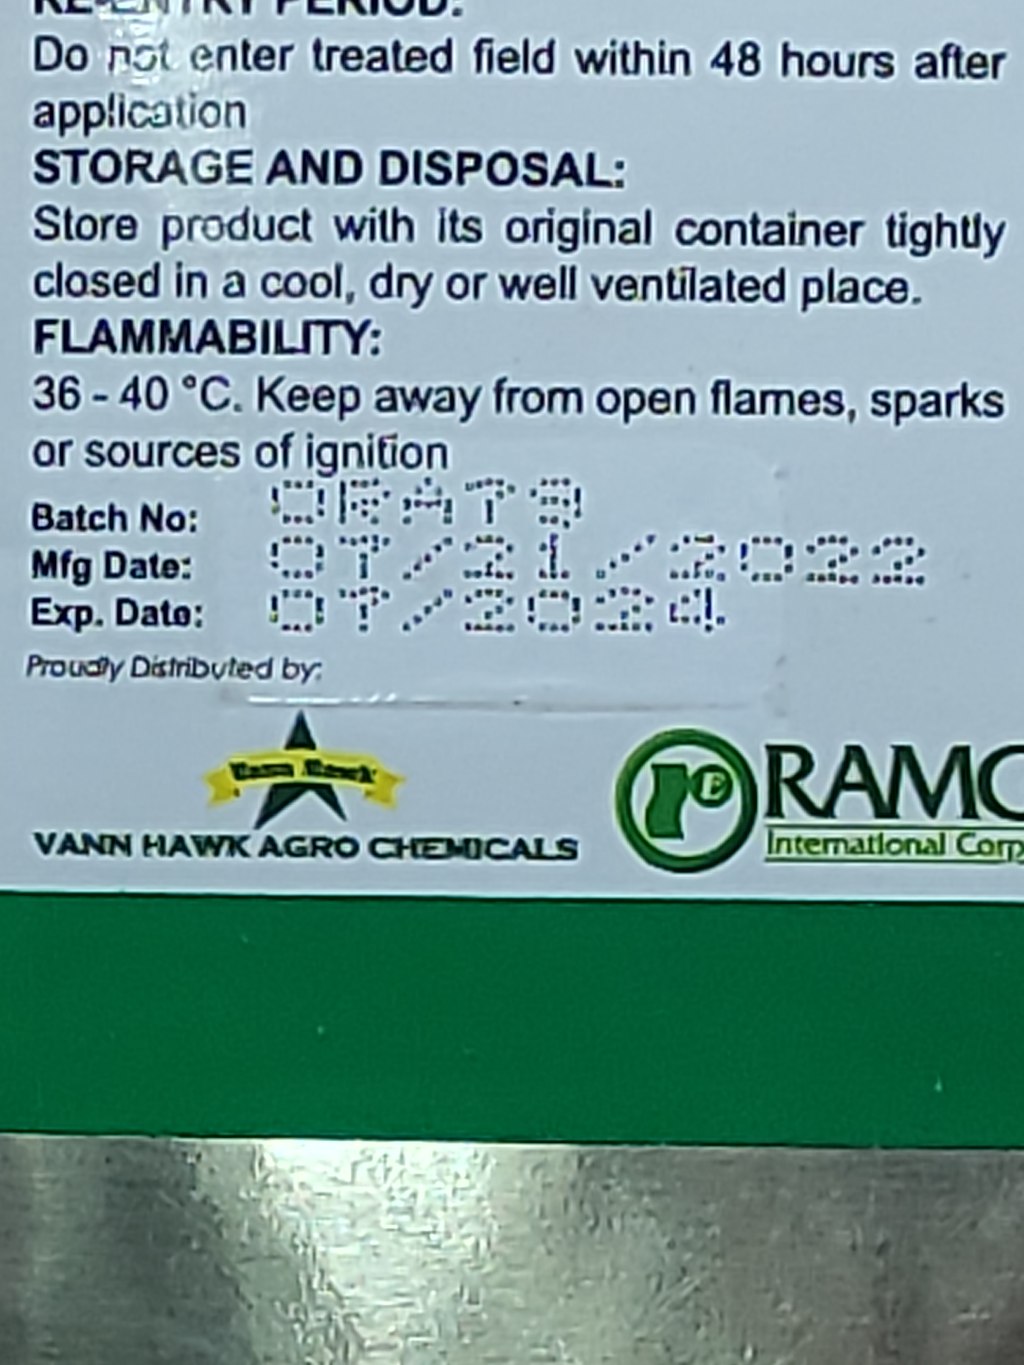 RE-ENTRY PERIOD:
Do not enter treated field within 48 hours after
application
STORAGE AND DISPOSAL:
Store product with its original container tightly
closed in a cool, dry or well ventilated place.
FLAMMABILITY:
36 - 40 °C. Keep away from open flames, sparks
or sources of ignition
Batch No:
Mfg Date: 07/21/2022
Exp. Date: 07/2024
Proudly Distributed by:
Vann Hawk
VANN HAWK AGRO CHEMICALS
RAMC
International Corp